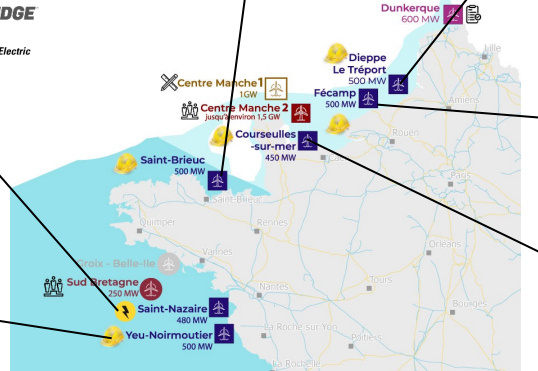 EDGE
Electric
Dunkerque
600 MW
Lille
Dieppe
Le Tréport
500 MW
Amiens
Centre Manche 1
1GW
Fécamp
500 MW
Centre Manche 2
jusqu'à environ 1,5 GW
Rouen
Courseulles
-sur-mer
450 MW
Saint-Brieuc
500 MW
Paris
Saint-Brieuc
Quimper
Rennes
Orléans
Vannes
Groix - Belle-Ile
Sud Bretagne
250 MW
Tours
Nantes
Bourges
Saint-Nazaire
480 MW
La Roche-sur-Yon
Yeu-Noirmoutier
500 MW
Poitiers
La Rochelle